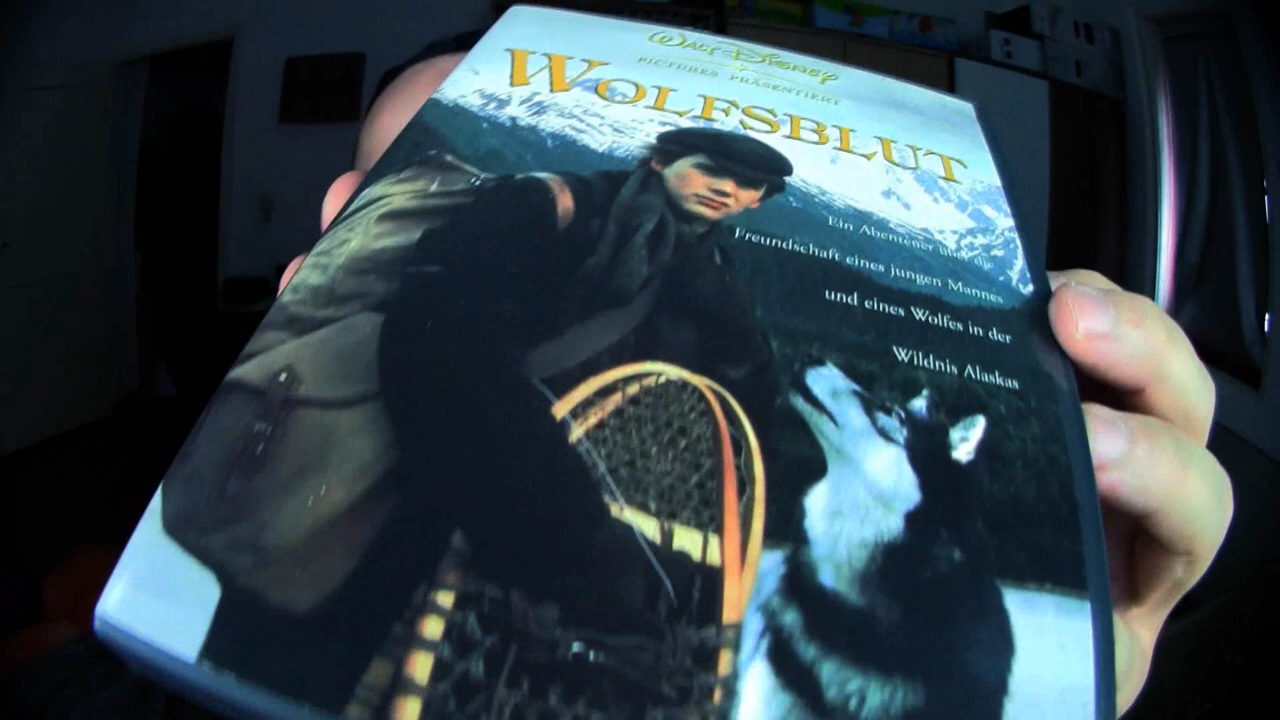 WALT DISNEY
PICTURES PRÄSENTIERT
WOLFSBLUT
Ein Abenteuer über die
Freundschaft eines jungen Mannes
und eines Wolfes in der
Wildnis Alaskas